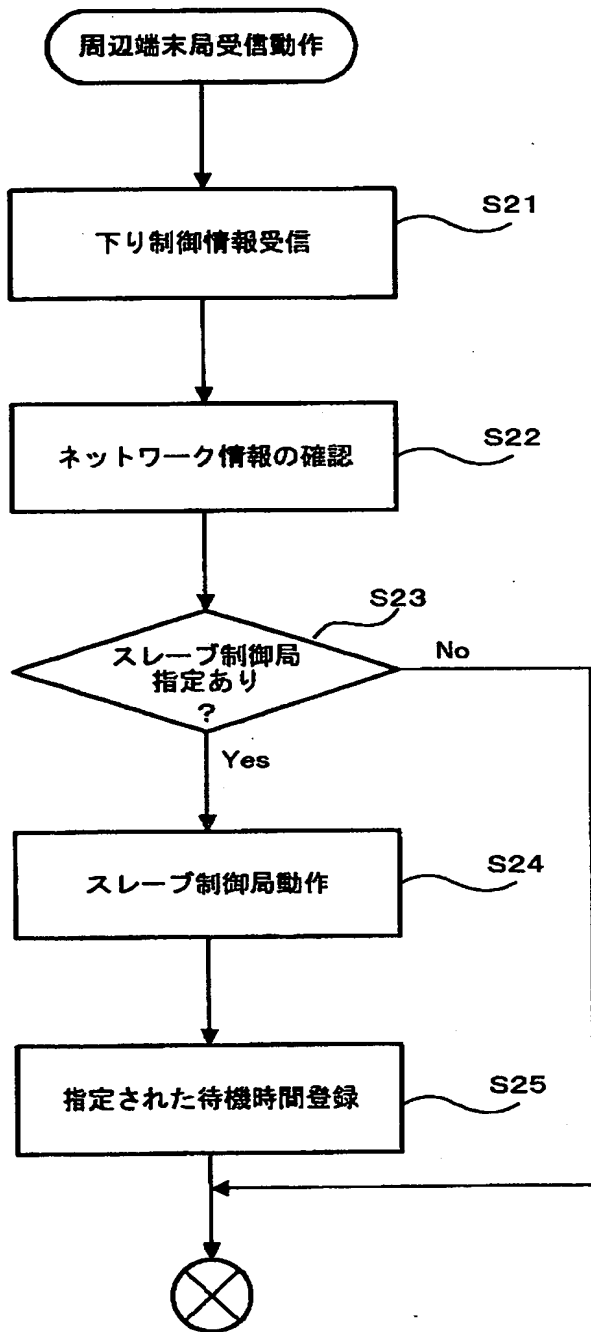 周辺端末局受信動作
S21
下り制御情報受信
S22
ネットワーク情報の確認
S23
スレーブ制御局
指定あり
?
No
Yes
S24
スレーブ制御局動作
S25
指定された待機時間登録